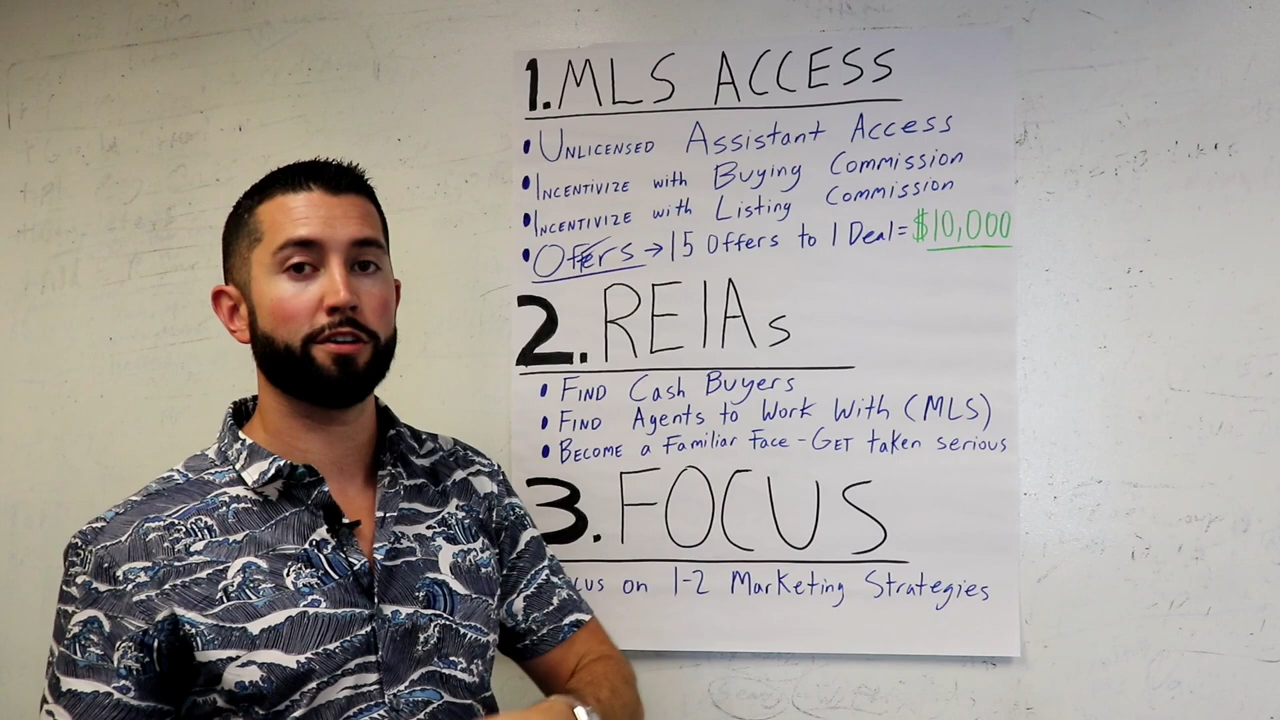 1. MLS ACCESS
• UNLICENSED Assistant Access
• INCENTIVIZE with Buying Commission
• INCENTIVIZE with Listing Commission
• Offers → 15 Offers to 1 Deal = $10,000
2. REIAs
• FIND Cash Buyers
• FIND Agents to Work With (MLS)
• BECOME a Familiar Face - GET taken serious
3. FOCUS
on 1-2 Marketing Strategies